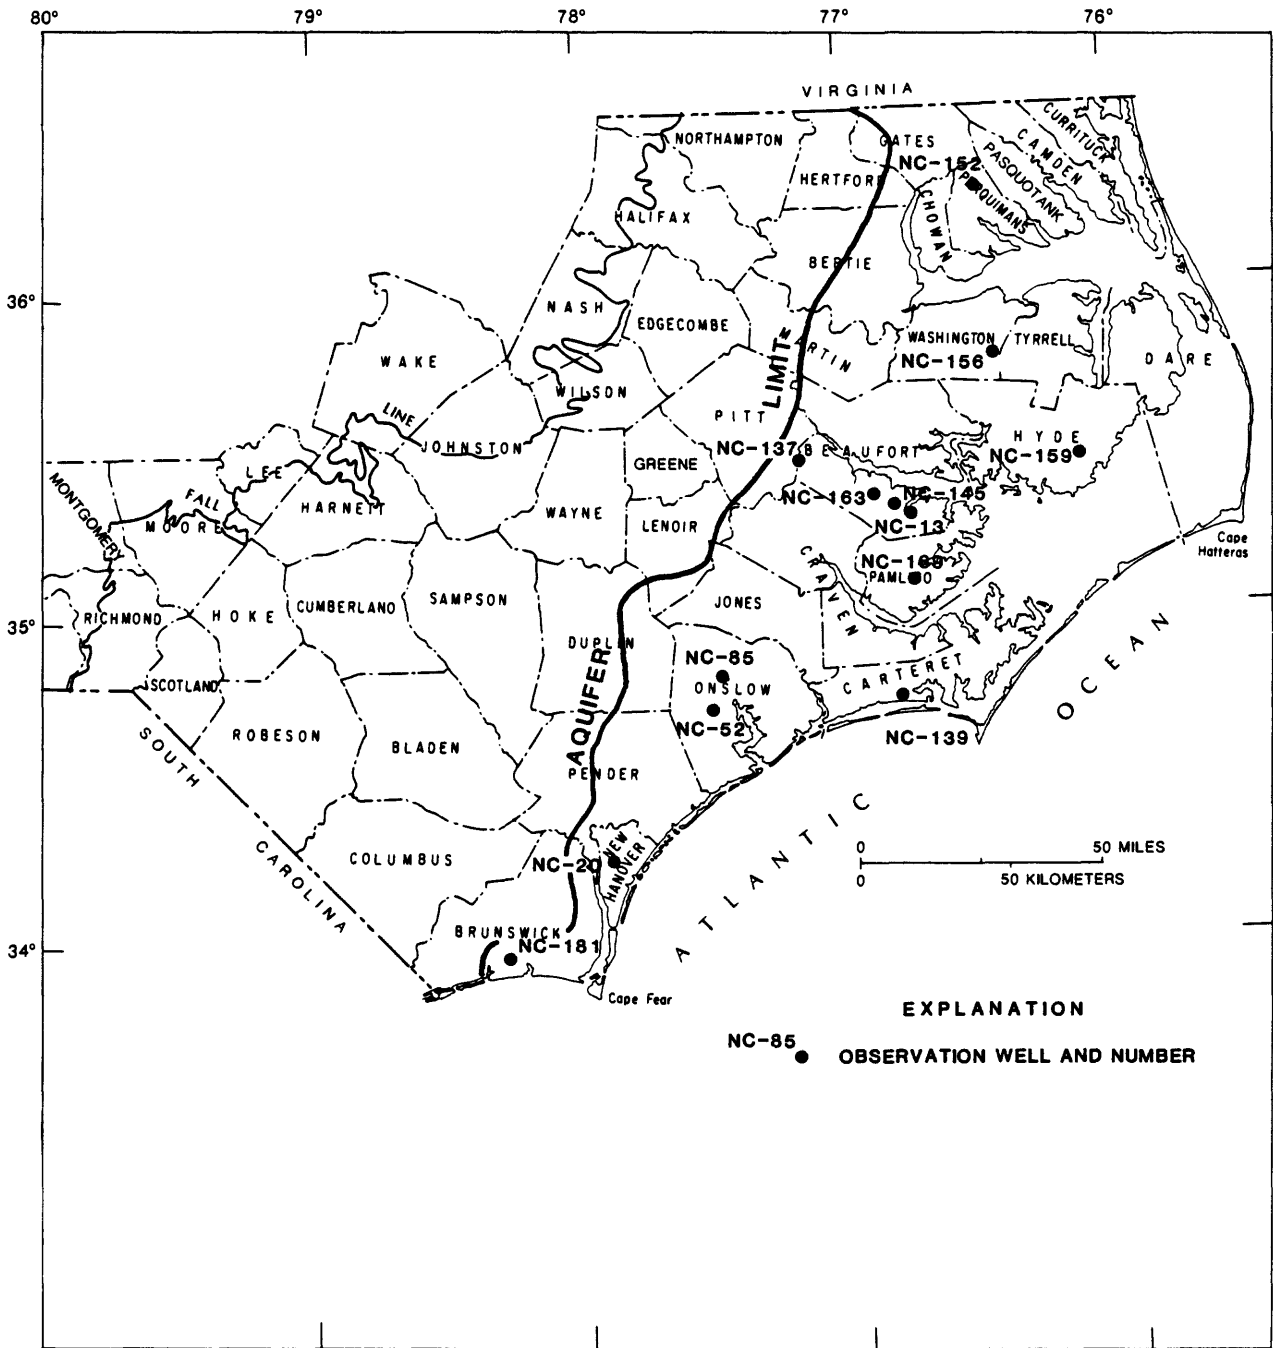 80° 79° 78° 77° 76°
VIRGINIA
NORTHAMPTON
GATES
CURRITUCK
CAMDEN
PASQUOTANK
NC-152
PERQUIMANS
HERTFORD
CHOWAN
HALIFAX
BERTIE
36°
NASH
EDGECOMBE
WASHINGTON
TYRRELL
DARE
WAKE
LIMIT
MARTIN
NC-156
WILSON
LINE
PITT
JOHNSTON
NC-137
BEAUFORT
HYDE
NC-159
LEE
GREENE
MONTGOMERY
FALL
MOORE
HARNETT
WAYNE
LENOIR
NC-163
NC-145
NC-13
Cape
Hatteras
CRAVEN
PAMLICO
35°
RICHMOND
HOKE
CUMBERLAND
SAMPSON
JONES
DUPLIN
NC-85
ONSLOW
CARTERET
SCOTLAND
NC-52
NC-139
OCEAN
SOUTH
ROBESON
BLADEN
AQUIFER
PENDER
ATLANTIC
CAROLINA
COLUMBUS
NC-20
NEW
HANOVER
0 50 MILES
0 50 KILOMETERS
34°
BRUNSWICK
NC-181
Cape Fear
EXPLANATION
NC-85
OBSERVATION WELL AND NUMBER